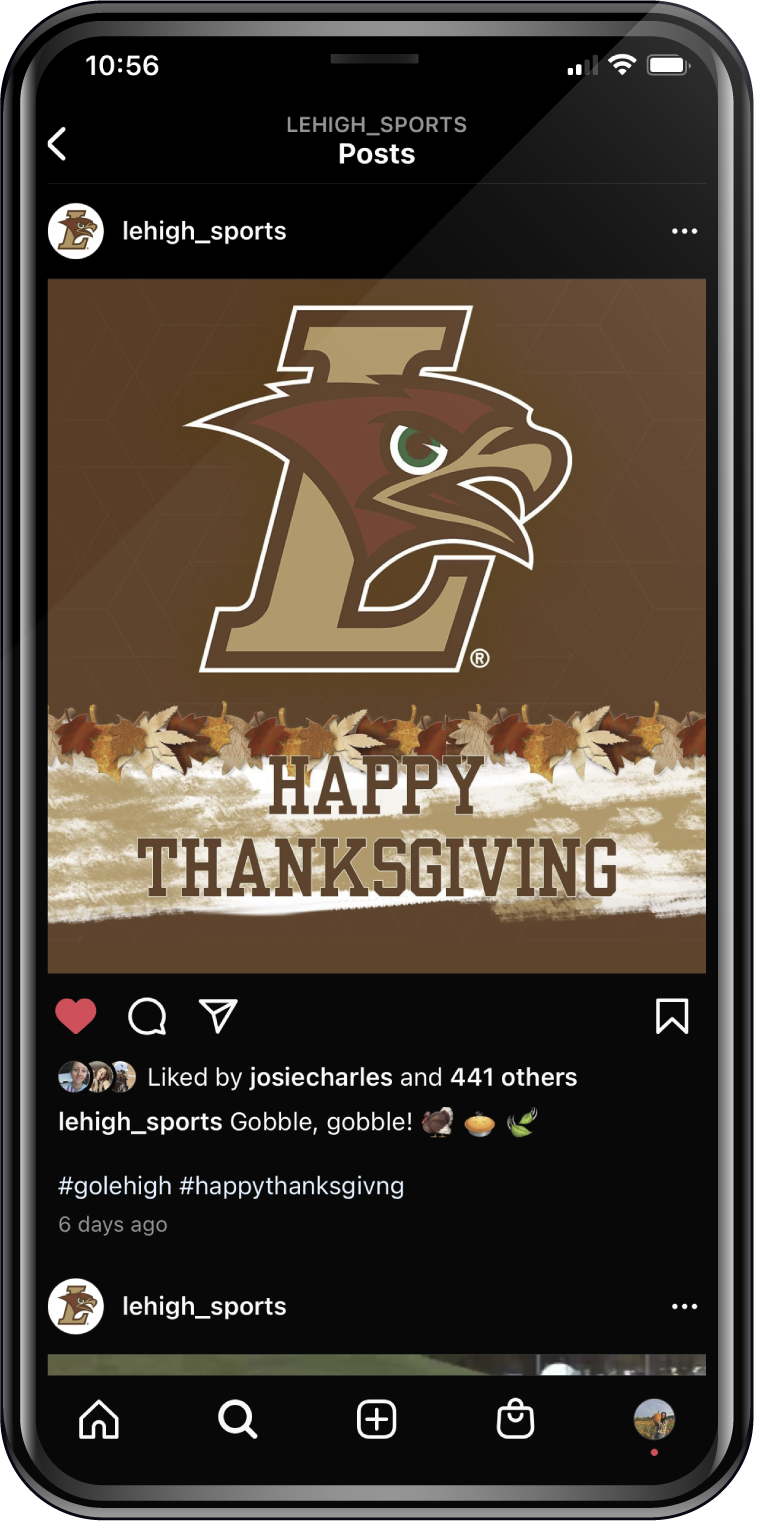 10:56
LEHIGH_SPORTS
Posts
lehigh_sports
L
®
HAPPY
THANKSGIVING
Liked by josiecharles and 441 others
lehigh_sports Gobble, gobble! 🦃 🥧 🌿
#golehigh #happythanksgivng
6 days ago
lehigh_sports